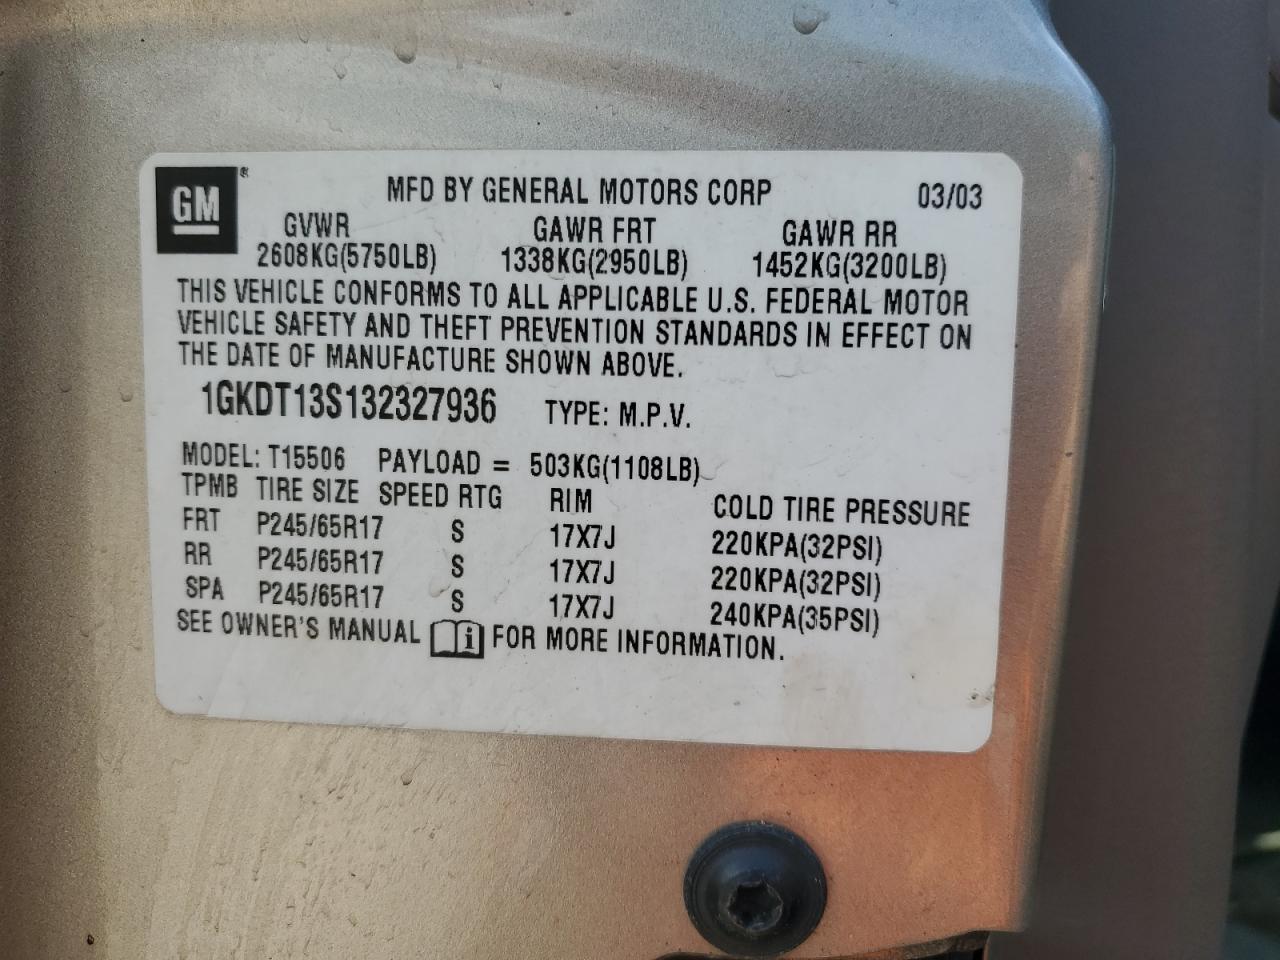 GM ® MFD BY GENERAL MOTORS CORP 03/03
GVWR GAWR FRT GAWR RR
2608KG(5750LB) 1338KG(2950LB) 1452KG(3200LB)
THIS VEHICLE CONFORMS TO ALL APPLICABLE U.S. FEDERAL MOTOR
VEHICLE SAFETY AND THEFT PREVENTION STANDARDS IN EFFECT ON
THE DATE OF MANUFACTURE SHOWN ABOVE.
1GKDT13S132327936 TYPE: M.P.V.
MODEL: T15506 PAYLOAD = 503KG(1108LB)
TPMB TIRE SIZE SPEED RTG RIM COLD TIRE PRESSURE
FRT P245/65R17 S 17X7J 220KPA(32PSI)
RR P245/65R17 S 17X7J 220KPA(32PSI)
SPA P245/65R17 S 17X7J 240KPA(35PSI)
SEE OWNER'S MANUAL i FOR MORE INFORMATION.